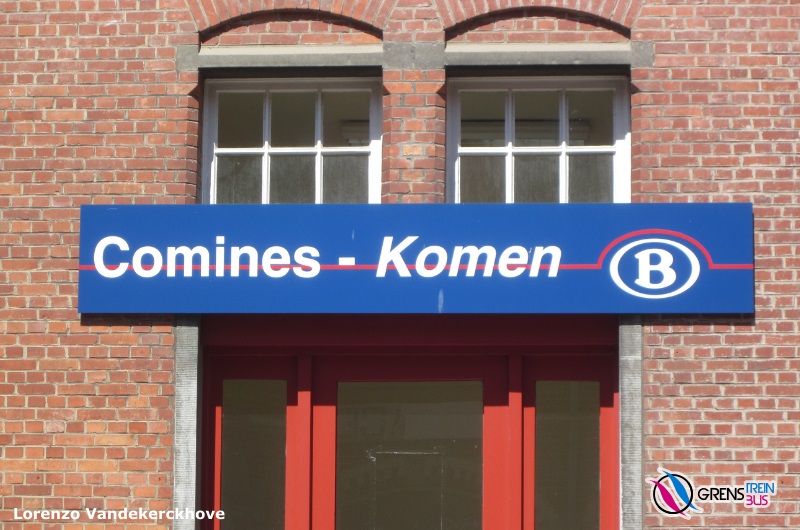 Comines - Komen B
Lorenzo Vandekerckhove
GRENS TREIN
BUS